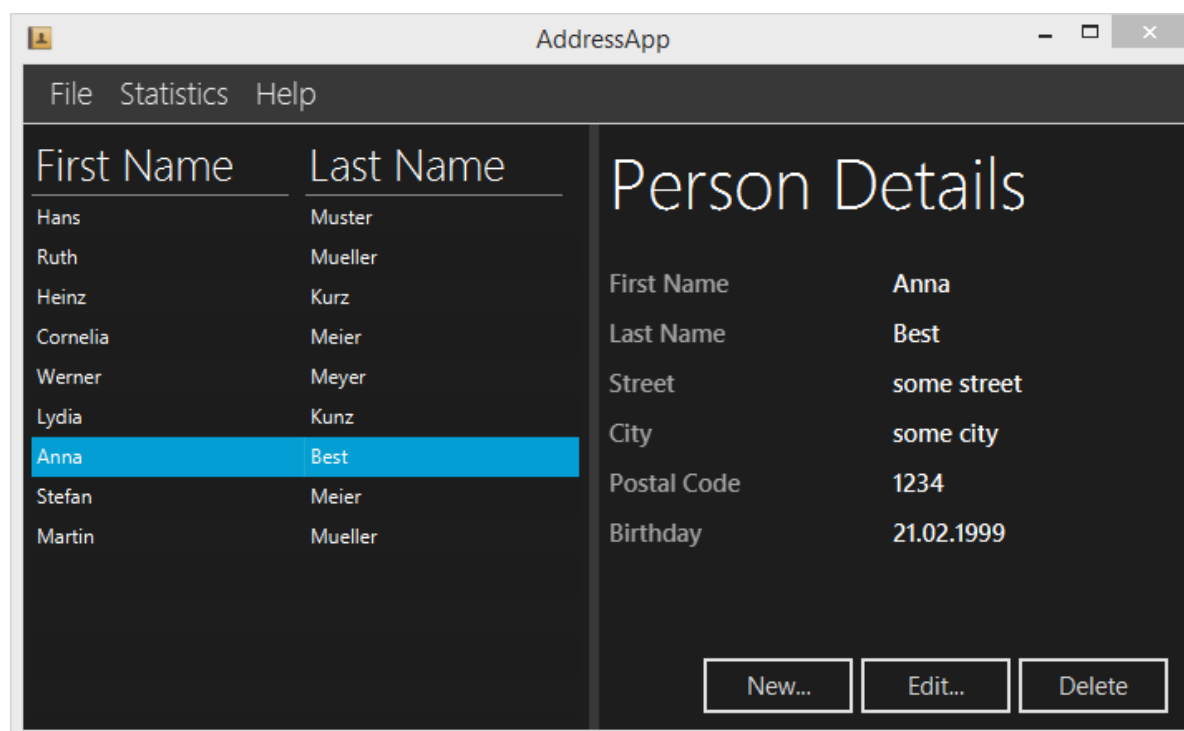 AddressApp
File Statistics Help
First Name Last Name
Hans Muster
Ruth Mueller
Heinz Kurz
Cornelia Meier
Werner Meyer
Lydia Kunz
Anna Best
Stefan Meier
Martin Mueller
Person Details
First Name Anna
Last Name Best
Street some street
City some city
Postal Code 1234
Birthday 21.02.1999
New... Edit... Delete